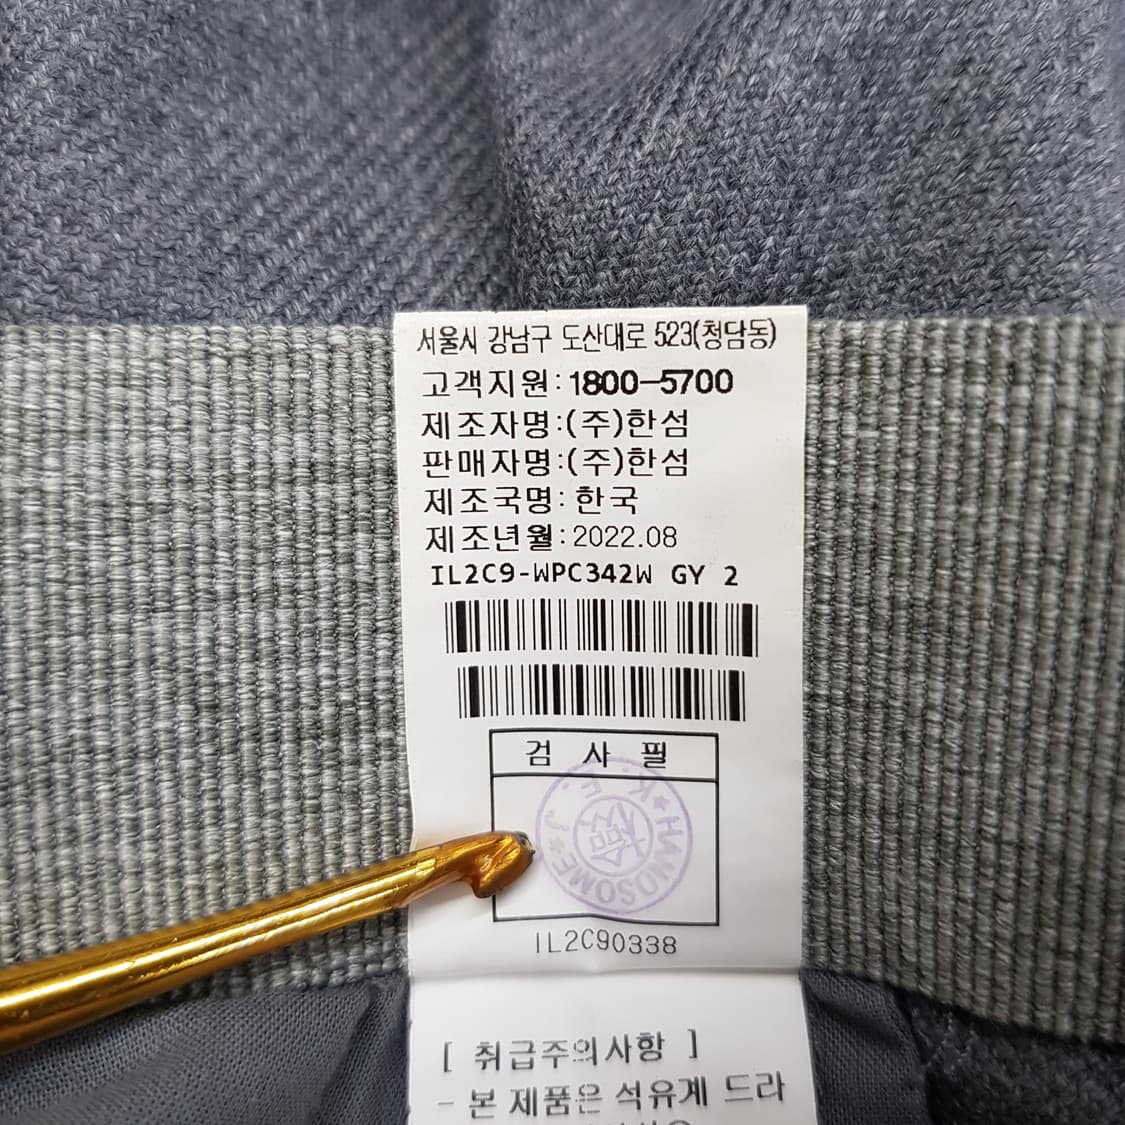 서울시 강남구 도산대로 523(청담동)
고객지원: 1800-5700
제조자명:(주)한섬
판매자명:(주)한섬
제조국명: 한국
제조년월: 2022.08
IL2C9-WPC342W GY 2
검 사 필
HANDSOME★J.E.K★
檢
IL2C90338
[ 취급주의사항 ]
- 본 제품은 석유계 드라